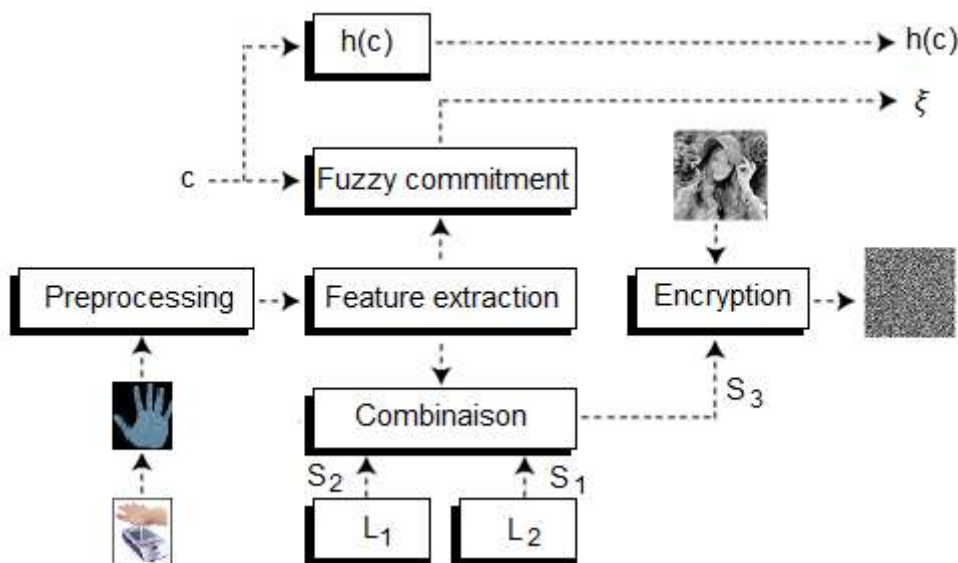 h(c)
h(c)
ξ
c
Fuzzy commitment
Preprocessing
Feature extraction
Encryption
Combinaison
S3
S2
S1
L1
L2